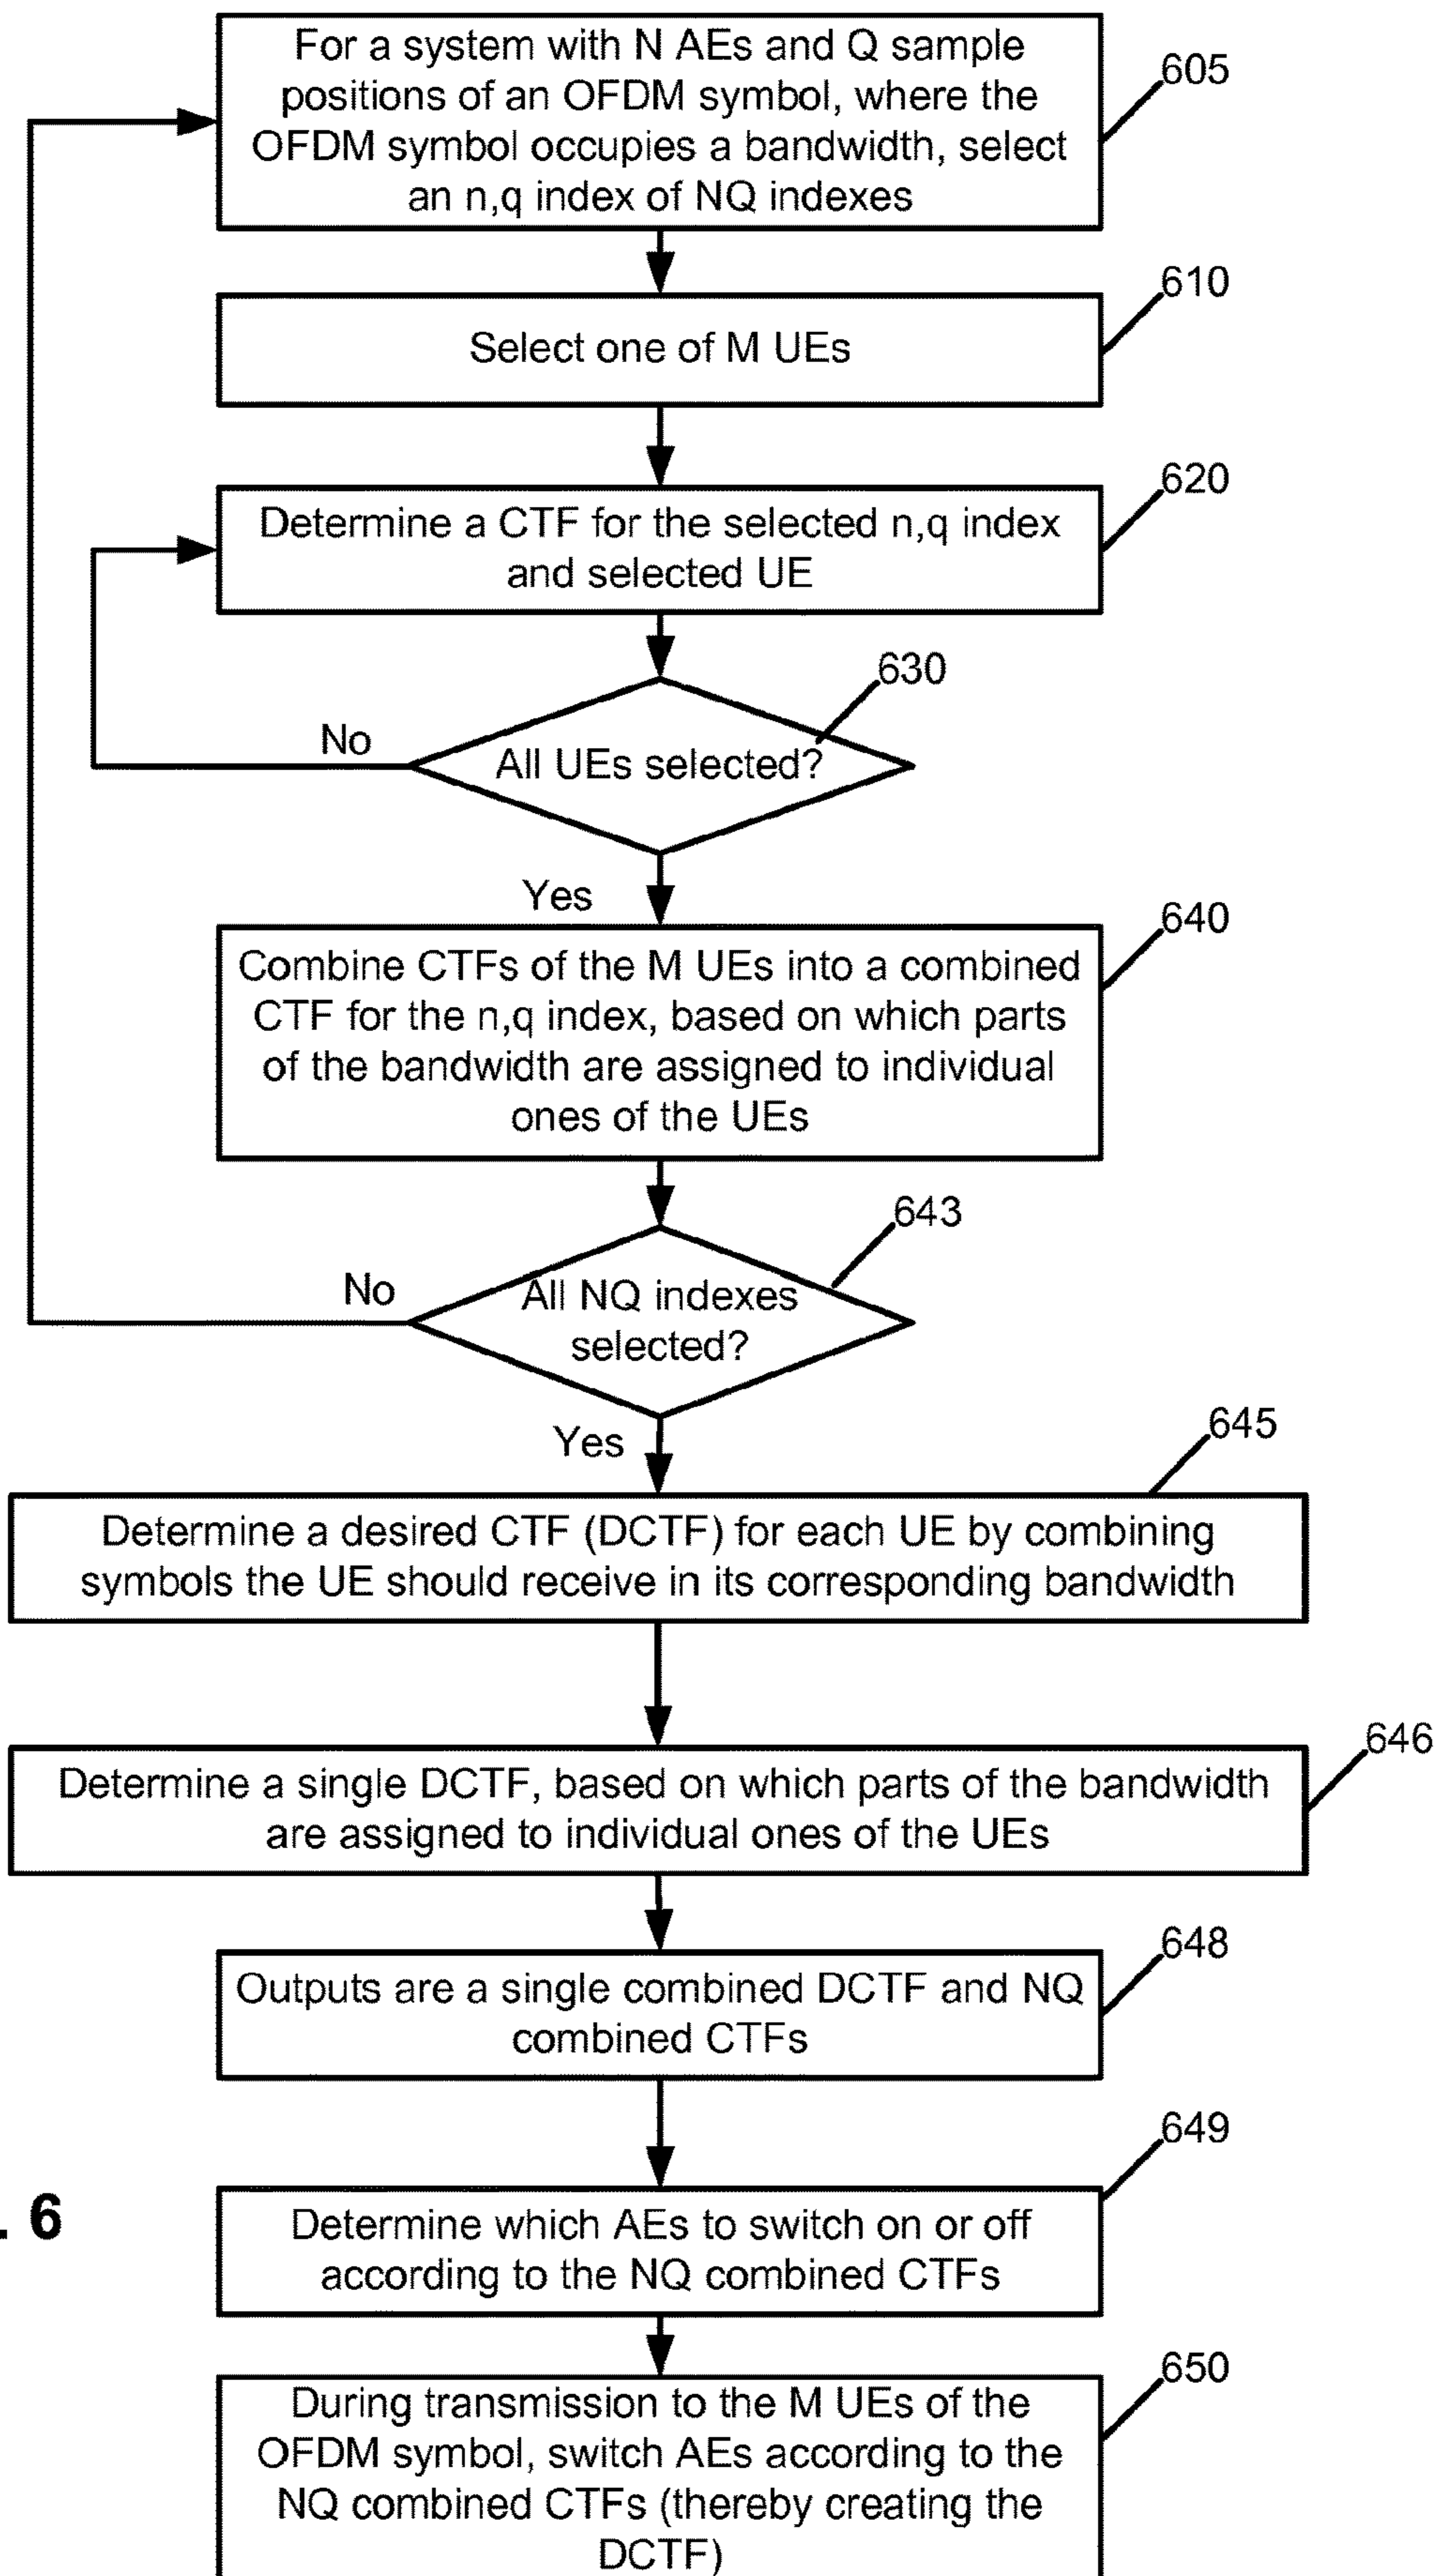 For a system with N AEs and Q sample
positions of an OFDM symbol, where the
OFDM symbol occupies a bandwidth, select
an n,q index of NQ indexes
605
Select one of M UEs
610
Determine a CTF for the selected n,q index
and selected UE
620
All UEs selected?
630
No
Yes
Combine CTFs of the M UEs into a combined
CTF for the n,q index, based on which parts
of the bandwidth are assigned to individual
ones of the UEs
640
All NQ indexes
selected?
643
No
Yes
Determine a desired CTF (DCTF) for each UE by combining
symbols the UE should receive in its corresponding bandwidth
645
Determine a single DCTF, based on which parts of the bandwidth
are assigned to individual ones of the UEs
646
Outputs are a single combined DCTF and NQ
combined CTFs
648
Determine which AEs to switch on or off
according to the NQ combined CTFs
649
. 6
During transmission to the M UEs of the
OFDM symbol, switch AEs according to the
NQ combined CTFs (thereby creating the
DCTF)
650